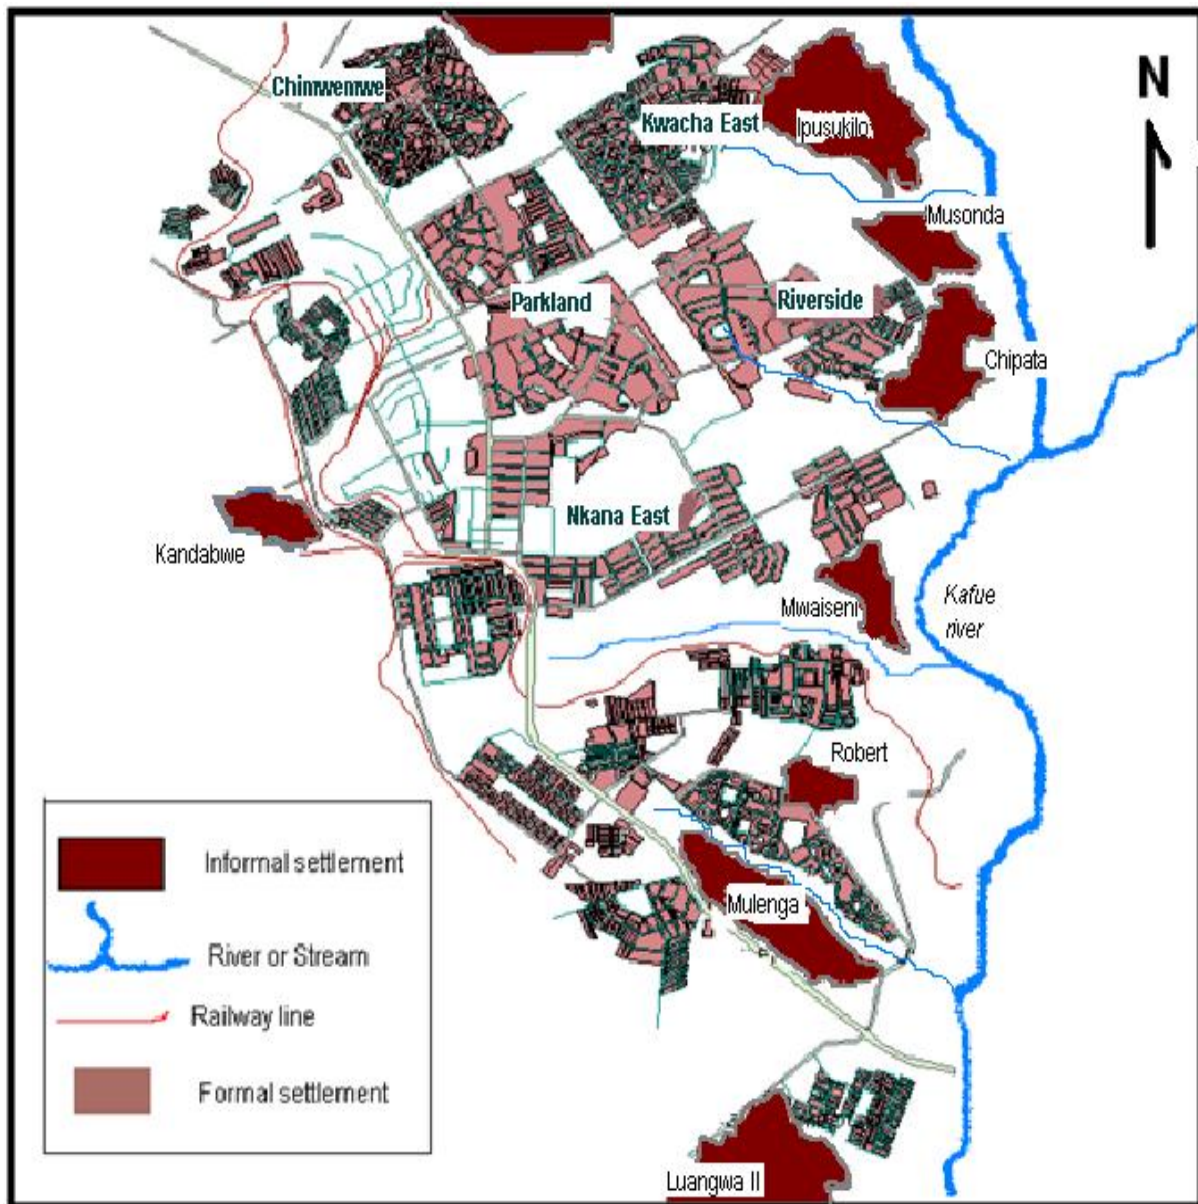 N
Chimwemwe
Kwacha East
Ipusukilo
Musonda
Parkland
Riverside
Chipata
Nkana East
Kandabwe
Mwaiseni
Kafue
river
Robert
Mulenga
Luangwa II
Informal settlement
River or Stream
Railway line
Formal settlement